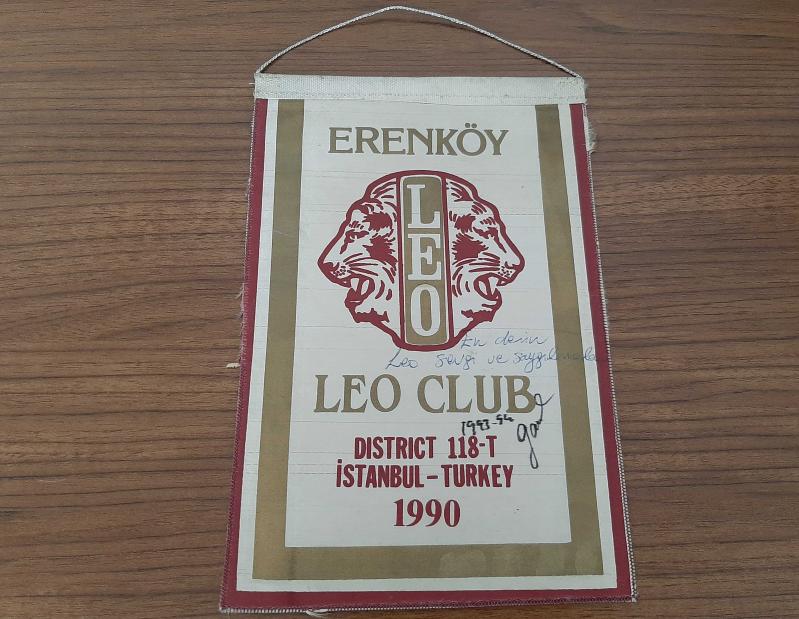 ERENKÖY
LEO
En derin
Leo sevgi ve saygılarımla
LEO CLUB
1993-94
DISTRICT 118-T
İSTANBUL-TURKEY
1990